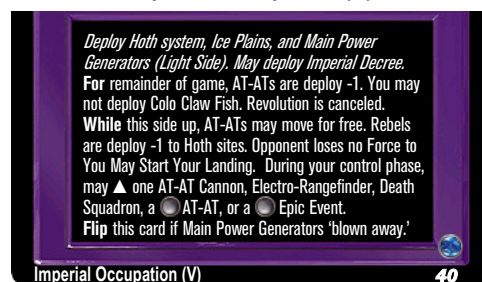 Deploy Hoth system, Ice Plains, and Main Power
Generators (Light Side). May deploy Imperial Decree.
For remainder of game, AT-ATs are deploy -1. You may
not deploy Colo Claw Fish. Revolution is canceled.
While this side up, AT-ATs may move for free. Rebels
are deploy -1 to Hoth sites. Opponent loses no Force to
You May Start Your Landing. During your control phase,
may ▲ one AT-AT Cannon, Electro-Rangefinder, Death
Squadron, a AT-AT, or a Epic Event.
Flip this card if Main Power Generators ‘blown away.’
Imperial Occupation (V) 40